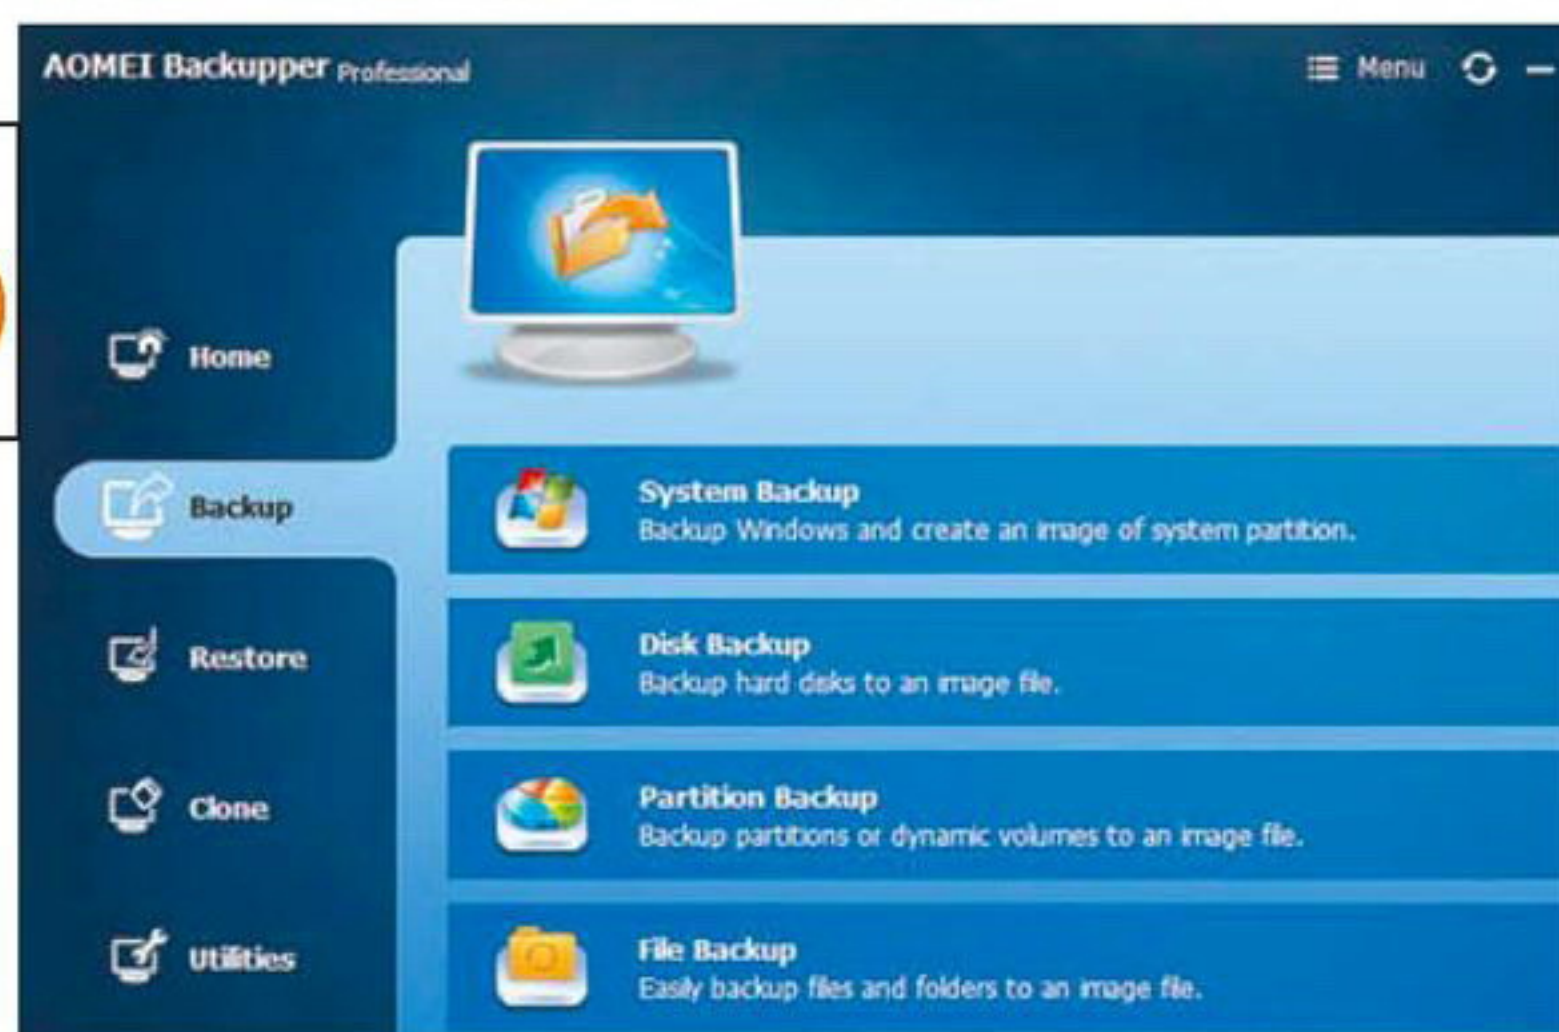 AOMEI Backupper Professional
Menu
Home
Backup
Restore
Clone
Utilities
System Backup
Backup Windows and create an image of system partition.
Disk Backup
Backup hard disks to an image file.
Partition Backup
Backup partitions or dynamic volumes to an image file.
File Backup
Easily backup files and folders to an image file.